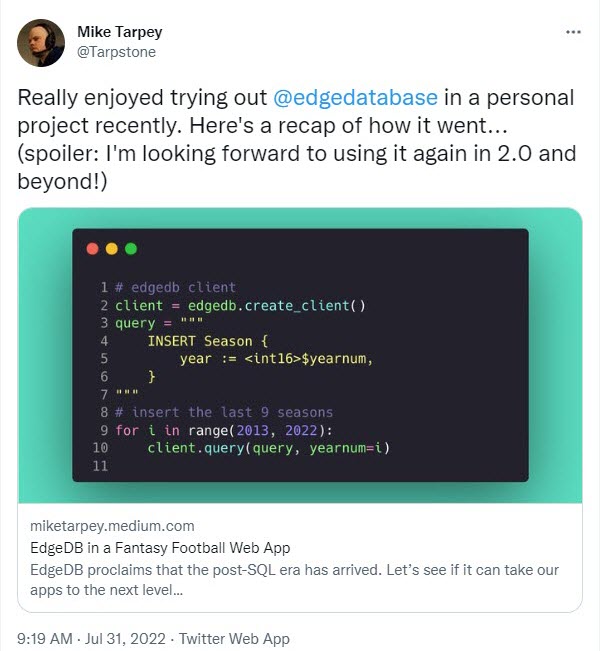 Mike Tarpey
@Tarpstone
Really enjoyed trying out @edgedatabase in a personal
project recently. Here's a recap of how it went…
(spoiler: I'm looking forward to using it again in 2.0 and
beyond!)
1 # edgedb client
2 client = edgedb.create_client()
3 query = """
4     INSERT Season {
5         year := <int16>$yearnum,
6     }
7 """
8 # insert the last 9 seasons
9 for i in range(2013, 2022):
10     client.query(query, yearnum=i)
11
miketarpey.medium.com
EdgeDB in a Fantasy Football Web App
EdgeDB proclaims that the post-SQL era has arrived. Let’s see if it can take our
apps to the next level…
9:19 AM · Jul 31, 2022 · Twitter Web App